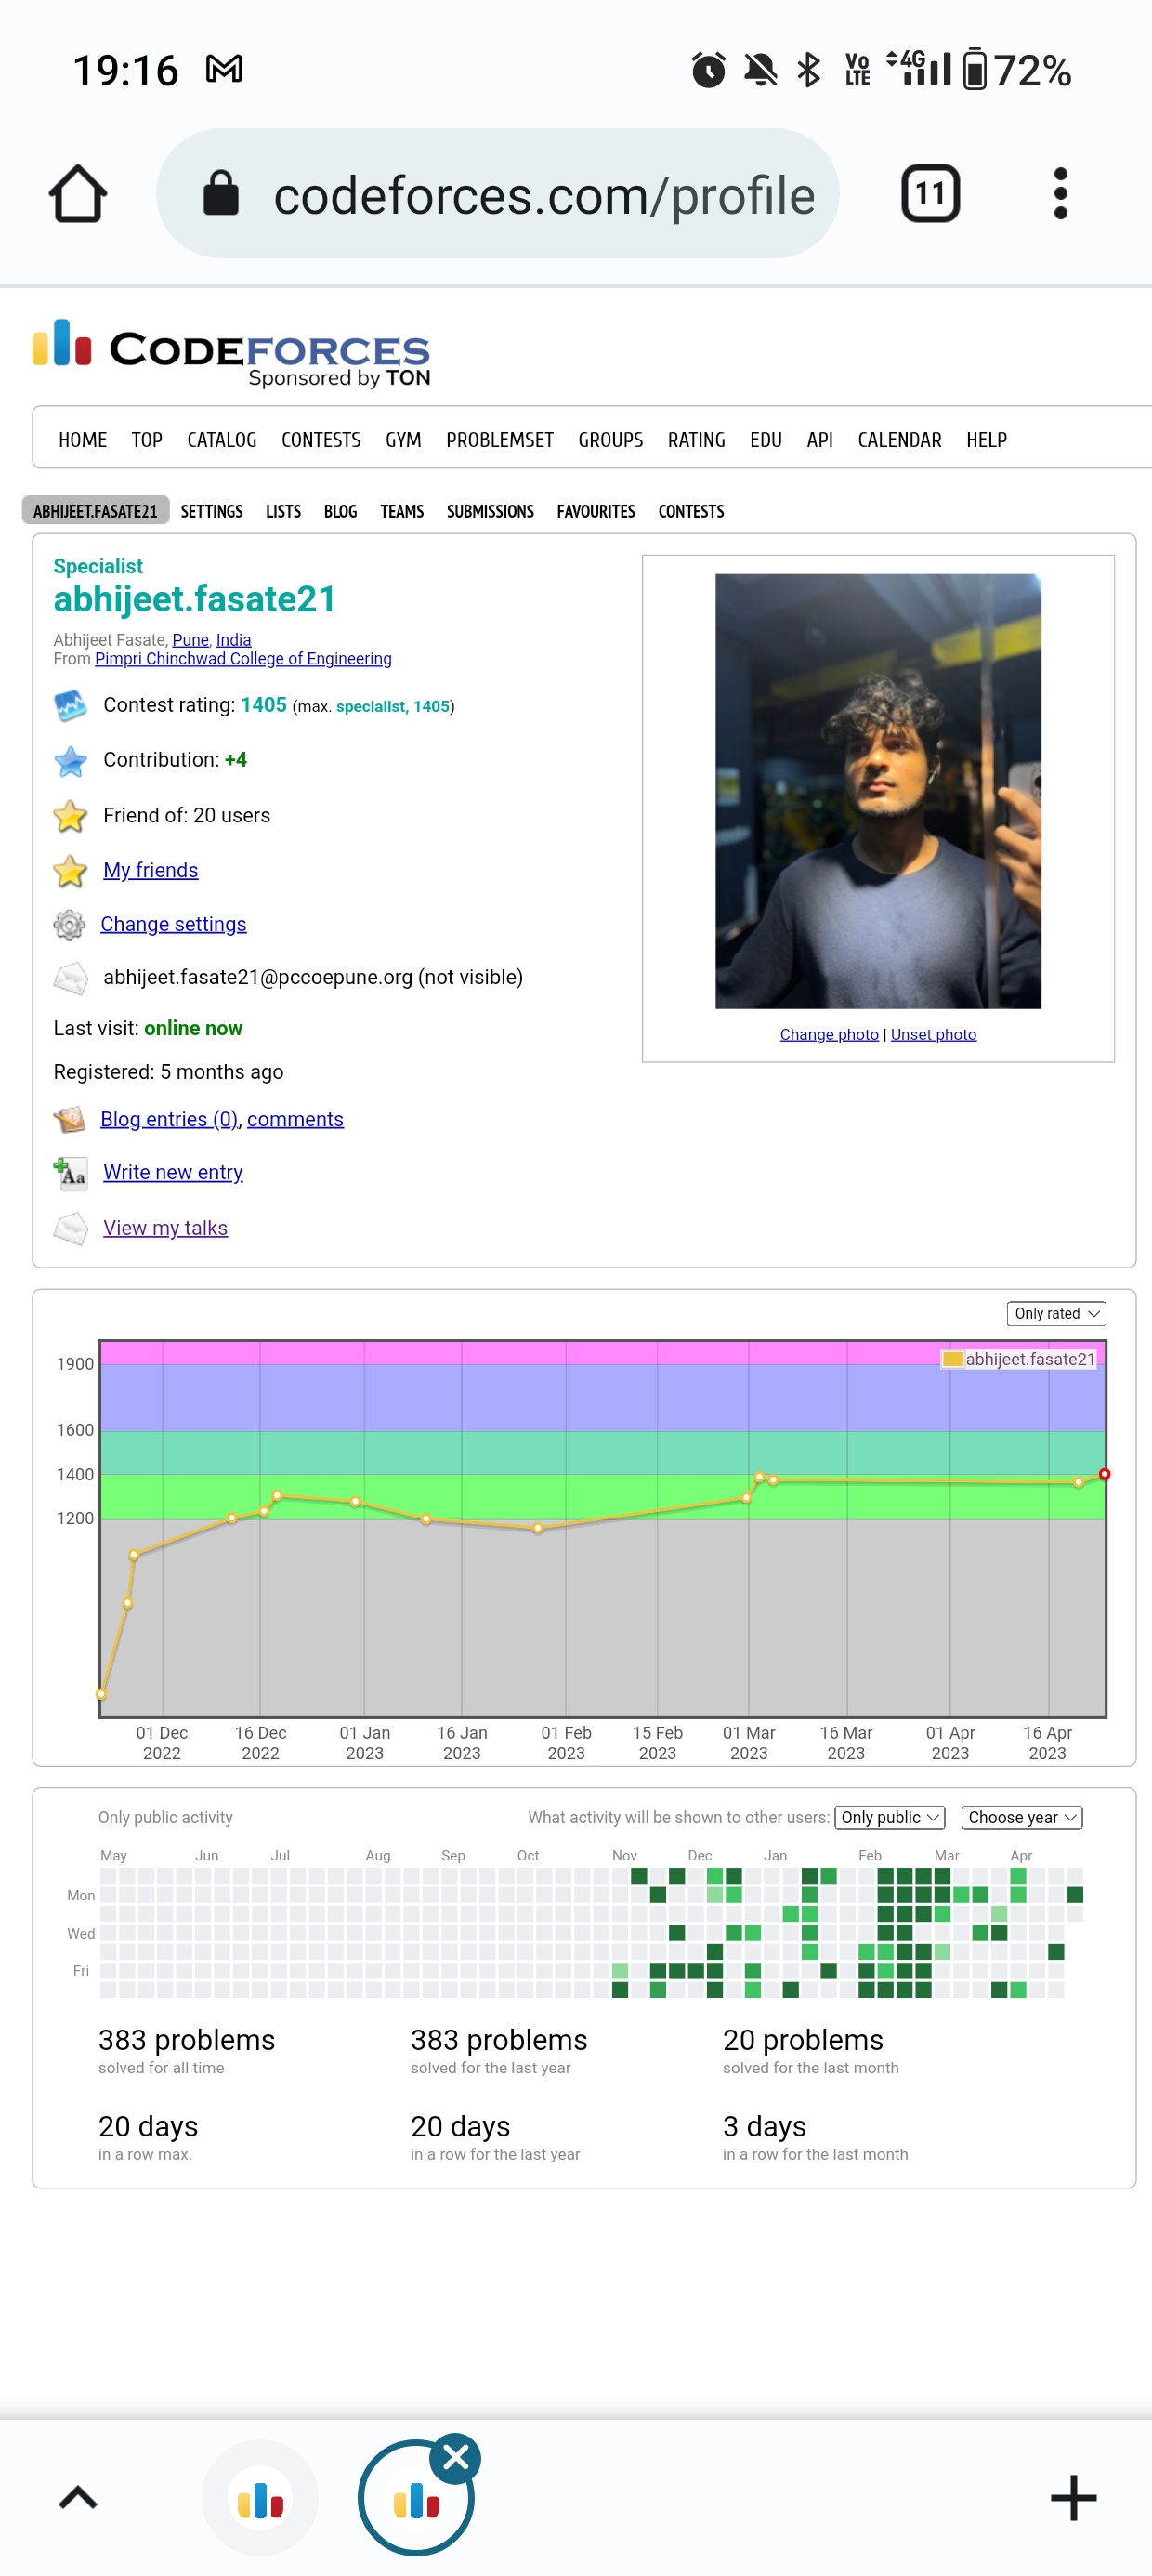 19:16 Vo LTE 4G 72%
codeforces.com/profile 11
CODEFORCES
Sponsored by TON
HOME TOP CATALOG CONTESTS GYM PROBLEMSET GROUPS RATING EDU API CALENDAR HELP
ABHIJEET.FASATE21 SETTINGS LISTS BLOG TEAMS SUBMISSIONS FAVOURITES CONTESTS
Specialist
abhijeet.fasate21
Abhijeet Fasate, Pune, India
From Pimpri Chinchwad College of Engineering
Contest rating: 1405 (max. specialist, 1405)
Contribution: +4
Friend of: 20 users
My friends
Change settings
abhijeet.fasate21@pccoepune.org (not visible)
Last visit: online now
Registered: 5 months ago
Blog entries (0), comments
Aa Write new entry
View my talks
Change photo | Unset photo
Only rated
abhijeet.fasate21
1900
1600
1400
1200
01 Dec 16 Dec 01 Jan 16 Jan 01 Feb 15 Feb 01 Mar 16 Mar 01 Apr 16 Apr
2022 2022 2023 2023 2023 2023 2023 2023 2023 2023
Only public activity What activity will be shown to other users: Only public Choose year
May Jun Jul Aug Sep Oct Nov Dec Jan Feb Mar Apr
Mon
Wed
Fri
383 problems 383 problems 20 problems
solved for all time solved for the last year solved for the last month
20 days 20 days 3 days
in a row max. in a row for the last year in a row for the last month